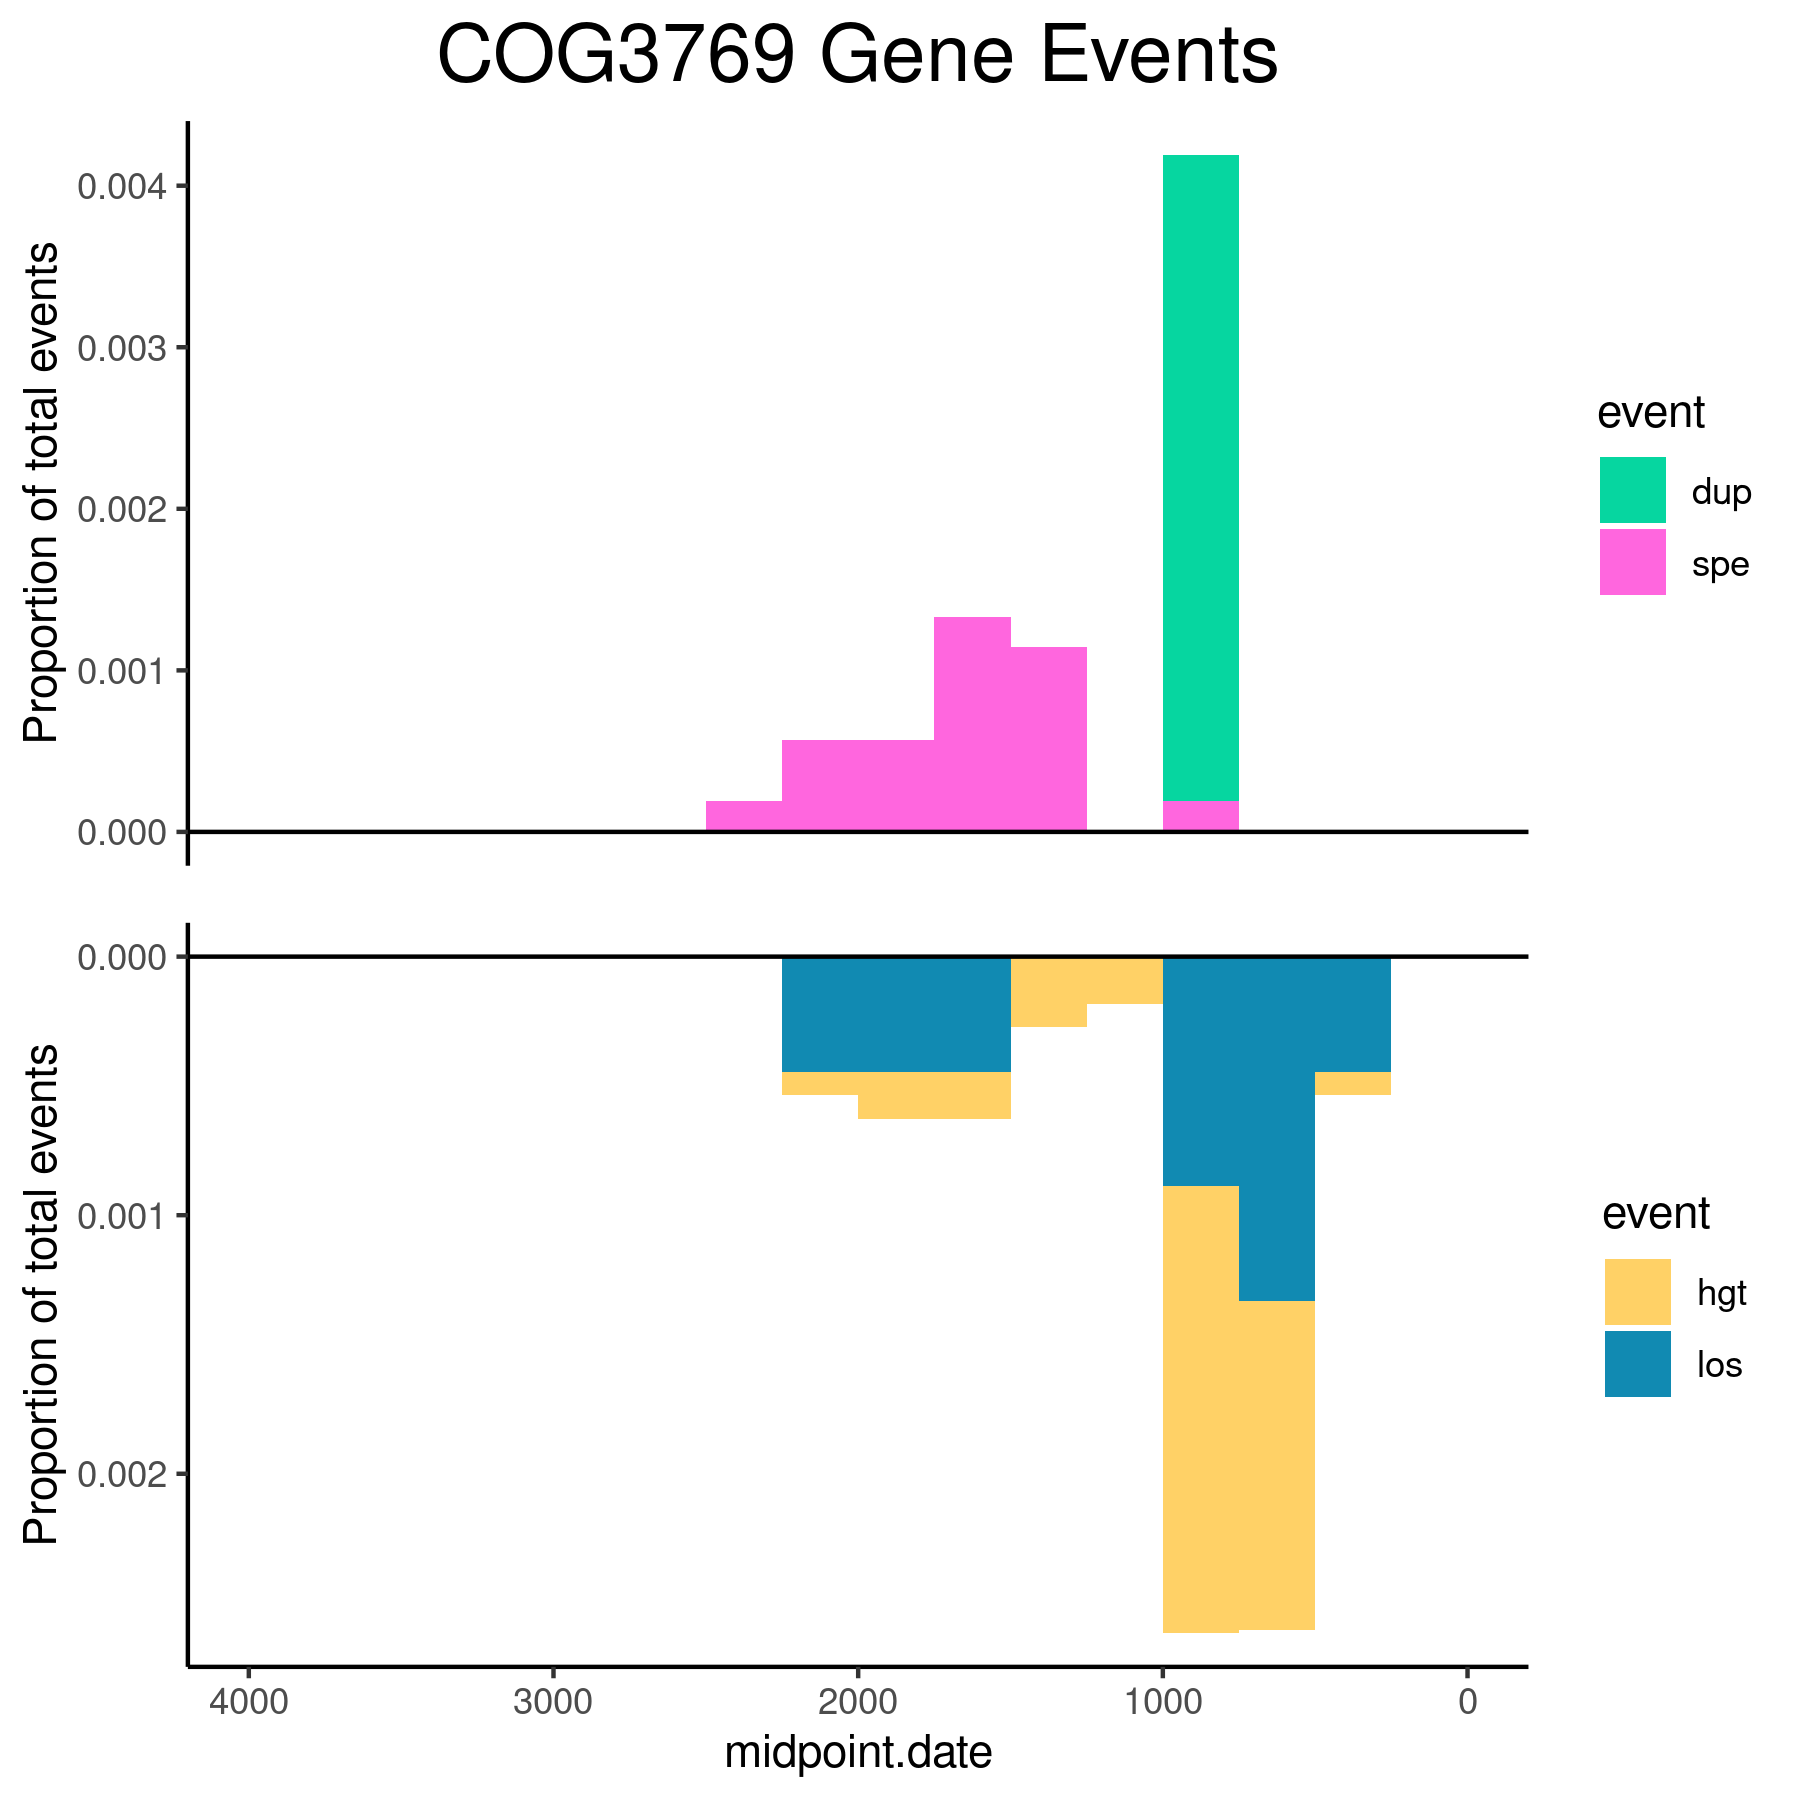 COG3769 Gene Events
Proportion of total events
0.004
0.003
0.002
0.001
0.000
event
dup
spe
Proportion of total events
0.000
0.001
0.002
event
hgt
los
4000 3000 2000 1000 0
midpoint.date